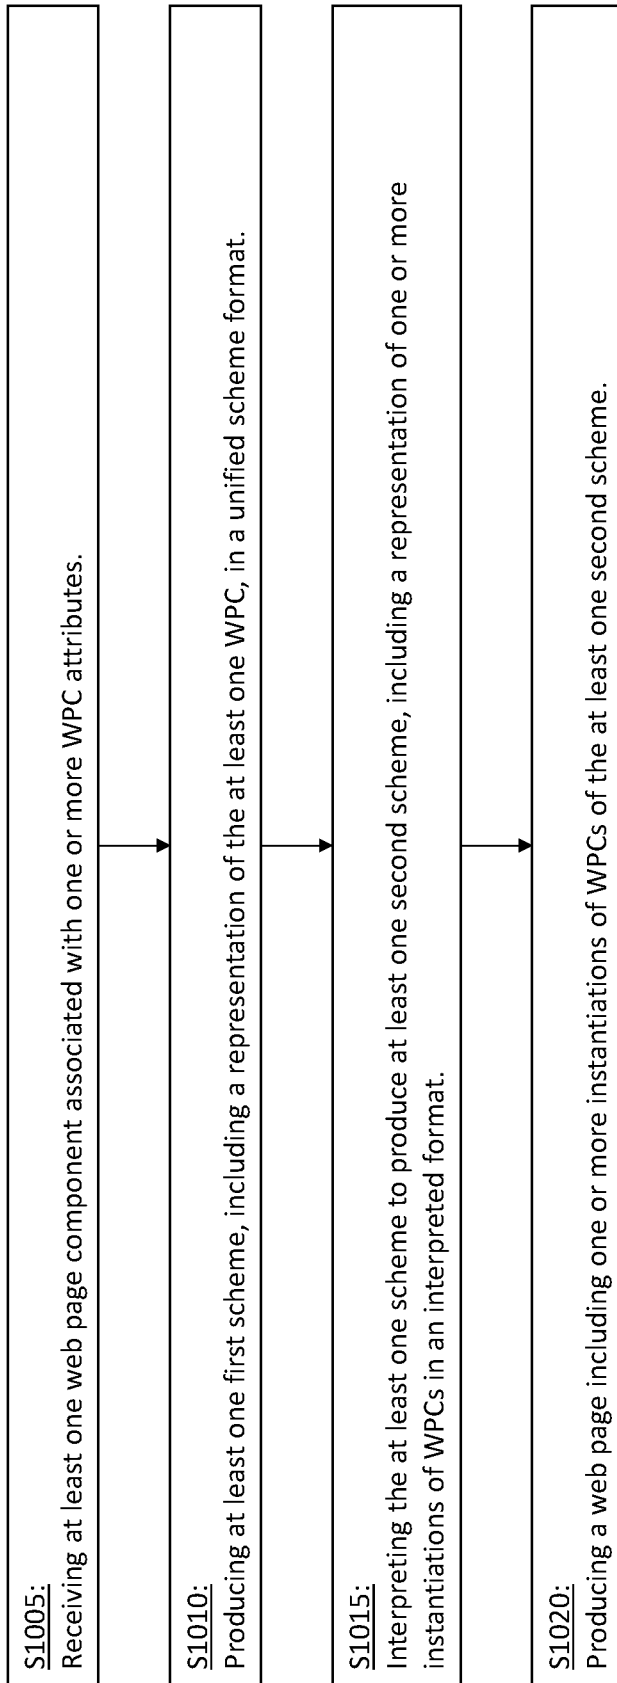 S1005:
Receiving at least one web page component associated with one or more WPC attributes.
S1010:
Producing at least one first scheme, including a representation of the at least one WPC, in a unified scheme format.
S1015:
Interpreting the at least one scheme to produce at least one second scheme, including a representation of one or more
instantiations of WPCs in an interpreted format.
S1020:
Producing a web page including one or more instantiations of WPCs of the at least one second scheme.